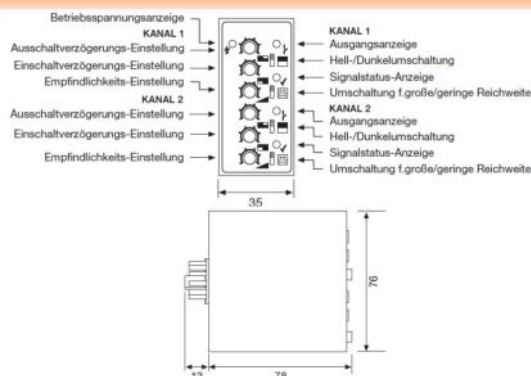 Betriebsspannungsanzeige
KANAL 1
Ausschaltverzögerungs-Einstellung
Einschaltverzögerungs-Einstellung
Empfindlichkeits-Einstellung
KANAL 2
Ausschaltverzögerungs-Einstellung
Einschaltverzögerungs-Einstellung
Empfindlichkeits-Einstellung
KANAL 1
Ausgangsanzeige
Hell-/Dunkelumschaltung
Signalstatus-Anzeige
Umschaltung f.große/geringe Reichweite
KANAL 2
Ausgangsanzeige
Hell-/Dunkelumschaltung
Signalstatus-Anzeige
Umschaltung f.große/geringe Reichweite
35
76
13
78